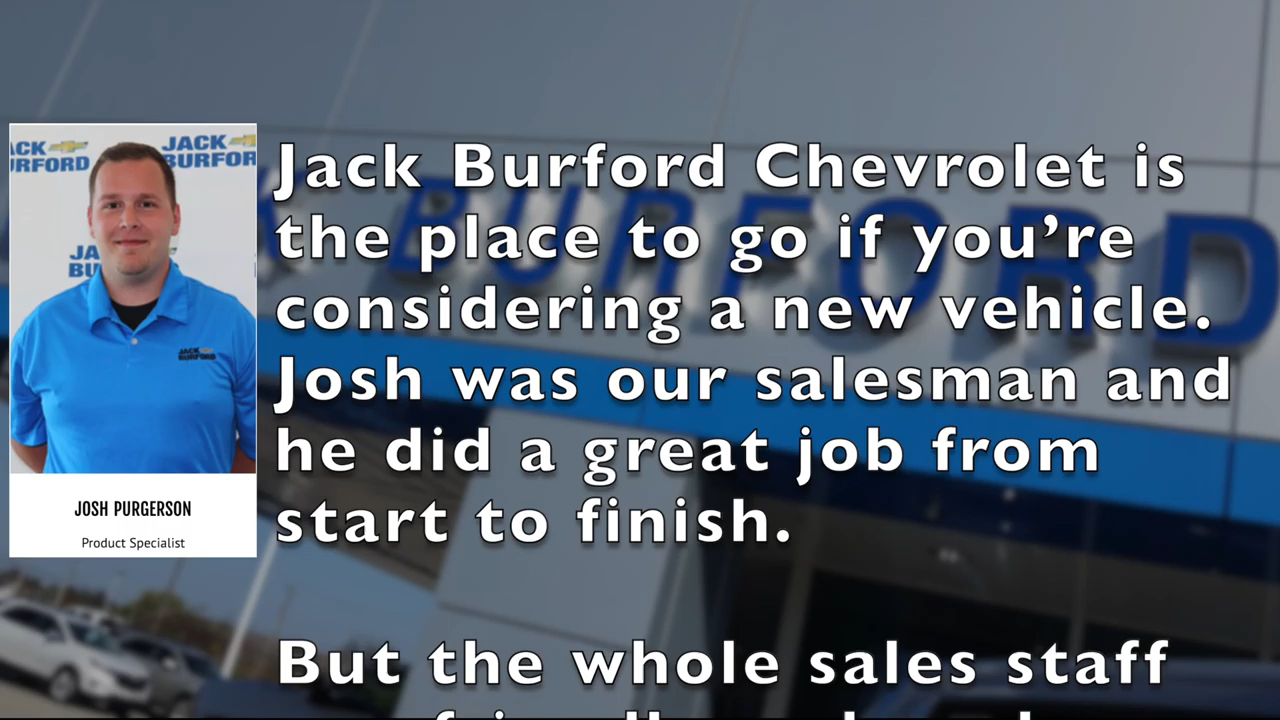 JACK BURFORD
JACK
BURFORD
JOSH PURGERSON
Product Specialist
Jack Burford Chevrolet is
the place to go if you’re
considering a new vehicle.
Josh was our salesman and
he did a great job from
start to finish.
But the whole sales staff